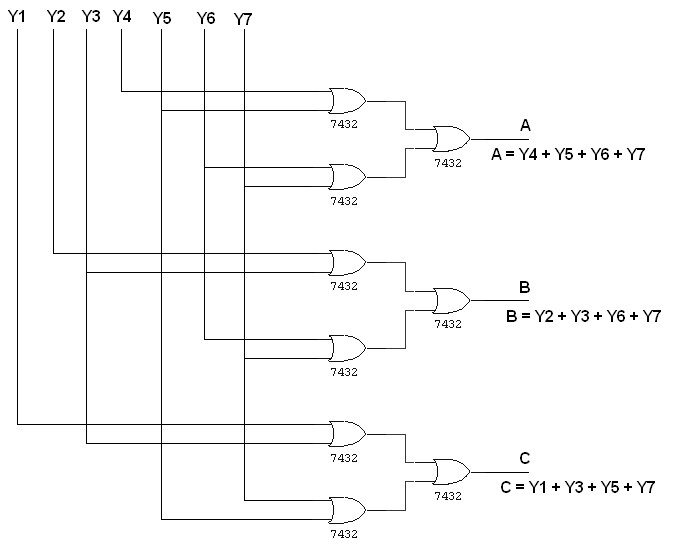 Y1 Y2 Y3 Y4 Y5 Y6 Y7
7432
A
7432
A = Y4 + Y5 + Y6 + Y7
7432
7432
B
7432
B = Y2 + Y3 + Y6 + Y7
7432
7432
C
7432
C = Y1 + Y3 + Y5 + Y7
7432